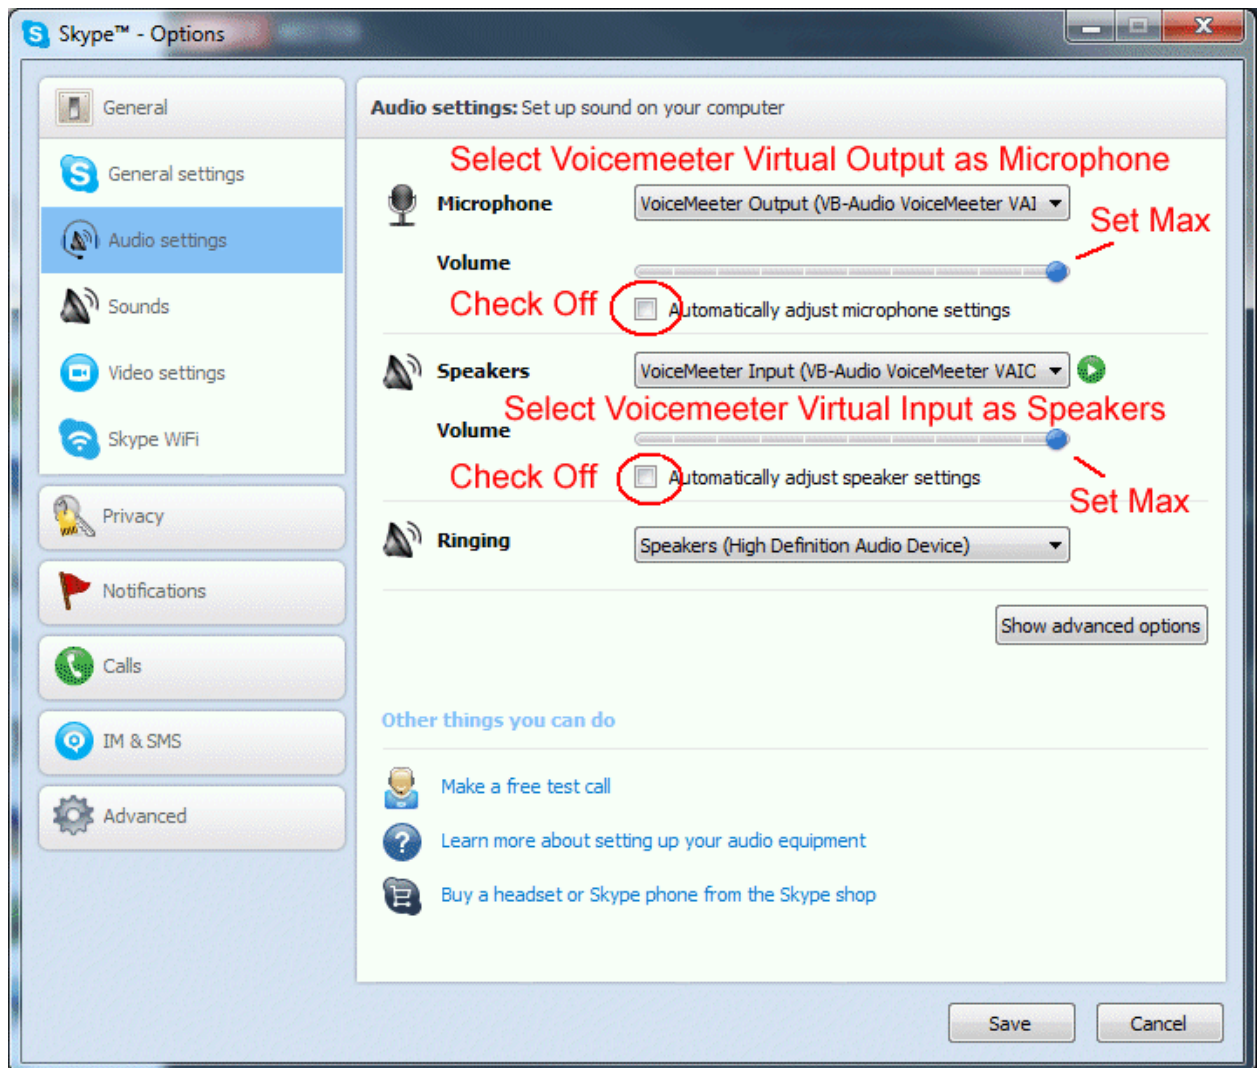 Skype™ - Options
General
General settings
Audio settings
Sounds
Video settings
Skype WiFi
Privacy
Notifications
Calls
IM & SMS
Advanced
Audio settings: Set up sound on your computer
Select Voicemeeter Virtual Output as Microphone
Microphone
VoiceMeeter Output (VB-Audio VoiceMeeter VAI
Set Max
Volume
Check Off
Automatically adjust microphone settings
Speakers
VoiceMeeter Input (VB-Audio VoiceMeeter VAIO
Select Voicemeeter Virtual Input as Speakers
Volume
Check Off
Automatically adjust speaker settings
Set Max
Ringing
Speakers (High Definition Audio Device)
Show advanced options
Other things you can do
Make a free test call
Learn more about setting up your audio equipment
Buy a headset or Skype phone from the Skype shop
Save
Cancel